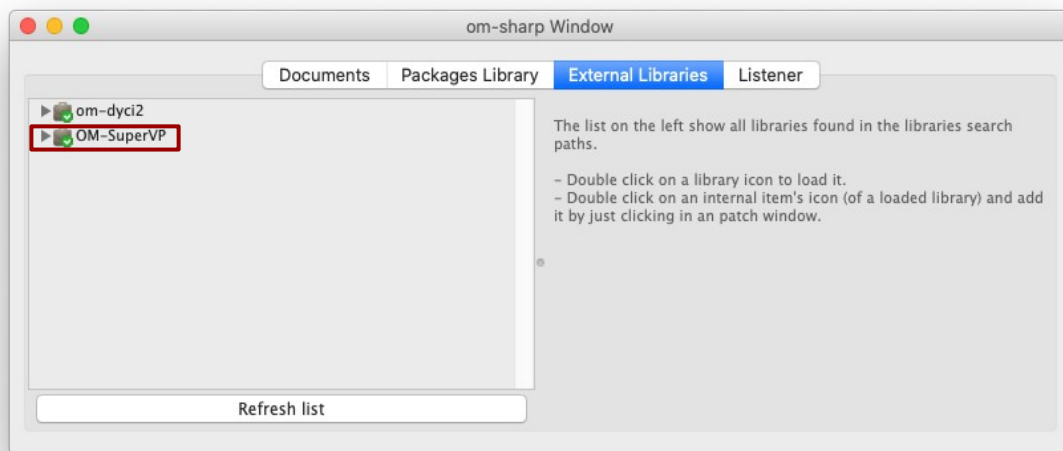 om-sharp Window
Documents Packages Library External Libraries Listener
om-dyci2
OM-SuperVP
The list on the left show all libraries found in the libraries search
paths.
- Double click on a library icon to load it.
- Double click on an internal item's icon (of a loaded library) and add
it by just clicking in an patch window.
Refresh list